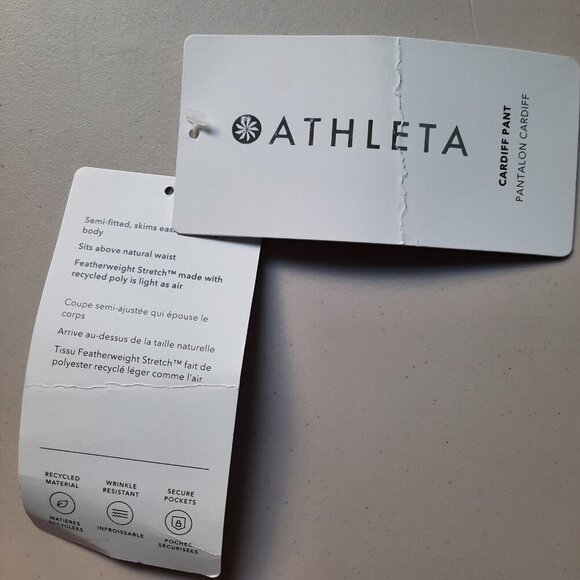 ATHLETA
CARDIFF PANT
PANTALON CARDIFF
Semi-fitted, skims
body
Sits above natural waist
Featherweight Stretch™ made with
recycled poly is light as air
Coupe semi-ajustée qui épouse le
corps
Arrive au-dessus de la taille naturelle
Tissu Featherweight Stretch™ fait de
polyester recyclé léger comme l'air
RECYCLED
MATERIAL
MATIÈRES
RECYCLÉES
WRINKLE
RESISTANT
INFROISSABLE
SECURE
POCKETS
POCHES
SÉCURISÉES